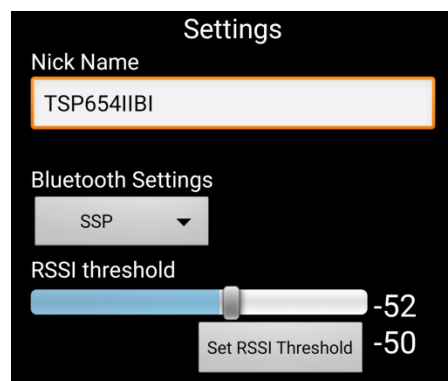 Settings
Nick Name
TSP654IIBI
Bluetooth Settings
SSP
RSSI threshold
-52
Set RSSI Threshold -50